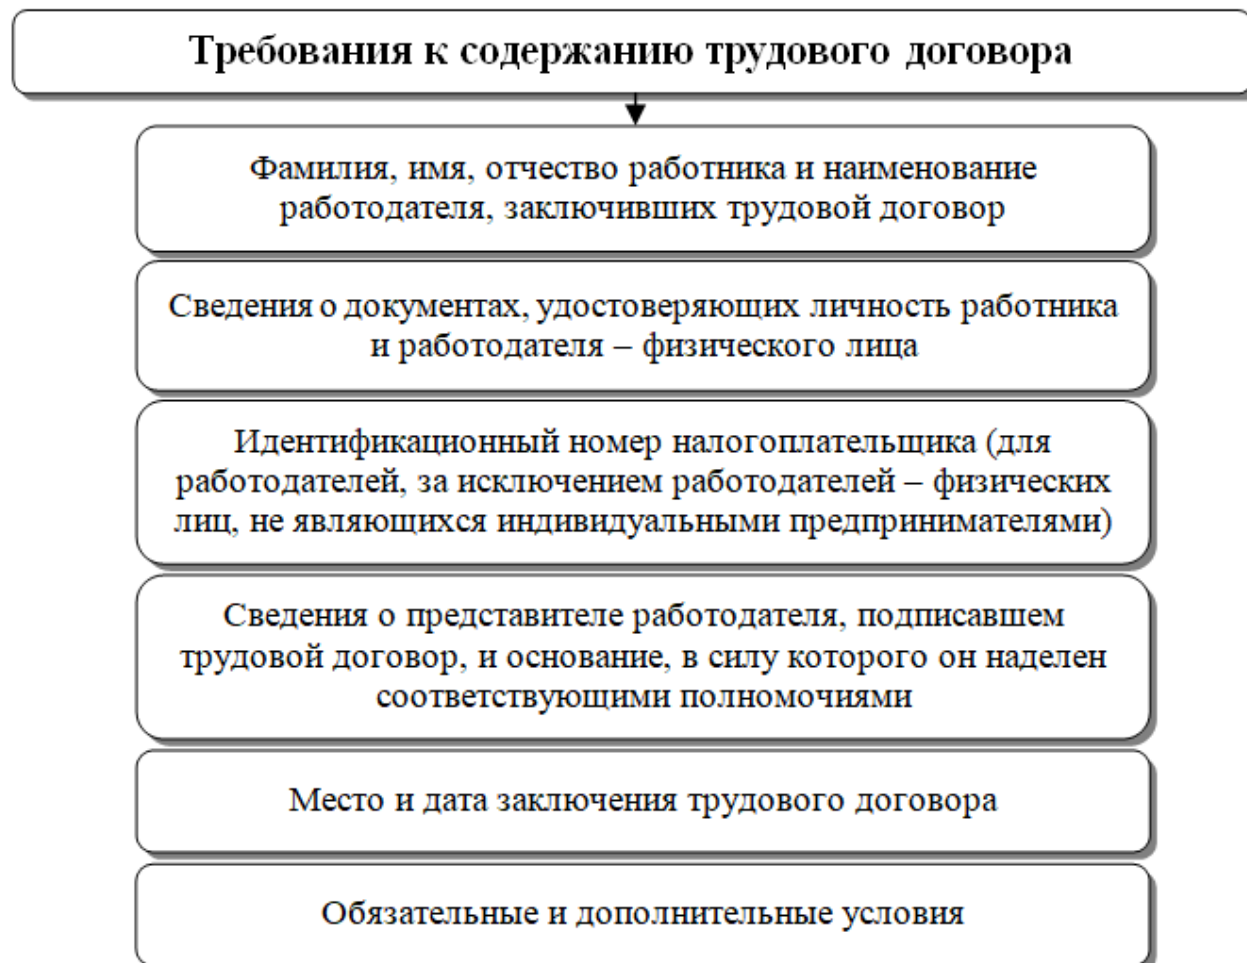 Требования к содержанию трудового договора
Фамилия, имя, отчество работника и наименование
работодателя, заключивших трудовой договор
Сведения о документах, удостоверяющих личность работника
и работодателя – физического лица
Идентификационный номер налогоплательщика (для
работодателей, за исключением работодателей – физических
лиц, не являющихся индивидуальными предпринимателями)
Сведения о представителе работодателя, подписавшем
трудовой договор, и основание, в силу которого он наделен
соответствующими полномочиями
Место и дата заключения трудового договора
Обязательные и дополнительные условия